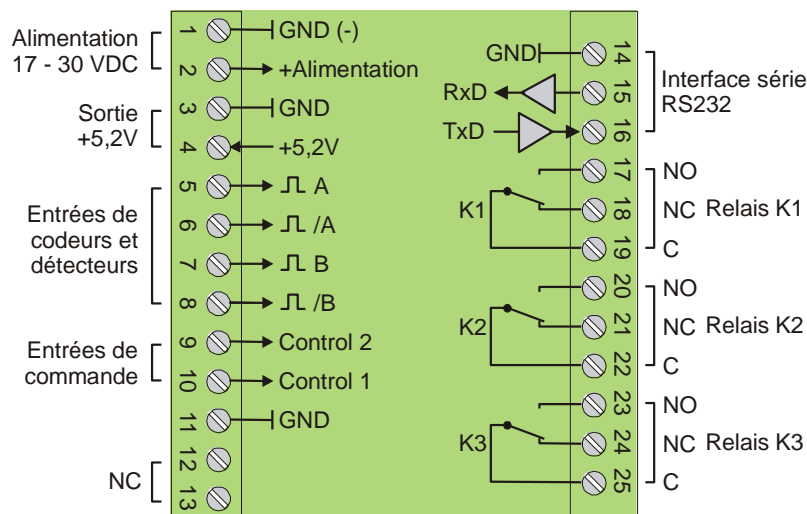 Alimentation
17 - 30 VDC
1 GND (-)
2 +Alimentation
Sortie
+5,2V
3 GND
4 +5,2V
Entrées de
codeurs et
détecteurs
5 A
6 /A
7 B
8 /B
Entrées de
commande
9 Control 2
10 Control 1
11 GND
NC
12
13
GND 14
RxD 15
TxD 16
Interface série
RS232
K1
17 NO
18 NC Relais K1
19 C
K2
20 NO
21 NC Relais K2
22 C
K3
23 NO
24 NC Relais K3
25 C